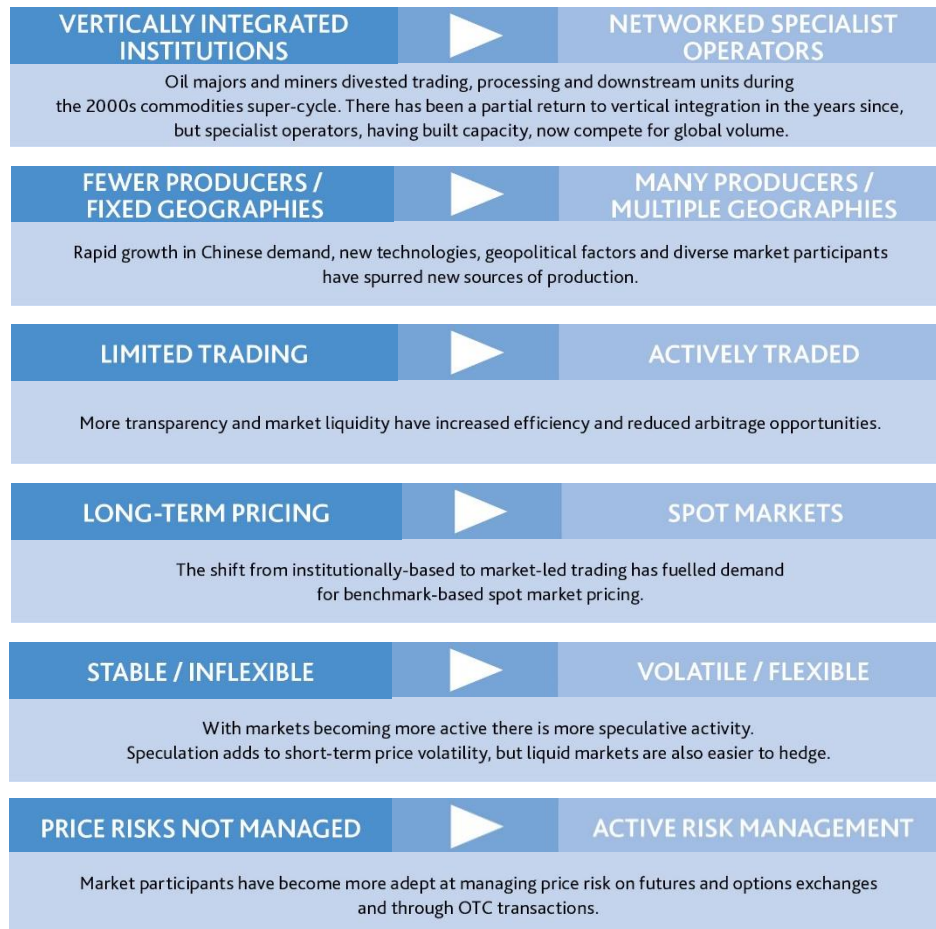 VERTICALLY INTEGRATED
INSTITUTIONS
NETWORKED SPECIALIST
OPERATORS
Oil majors and miners divested trading, processing and downstream units during
the 2000s commodities super-cycle. There has been a partial return to vertical integration in the years since,
but specialist operators, having built capacity, now compete for global volume.
FEWER PRODUCERS /
FIXED GEOGRAPHIES
MANY PRODUCERS /
MULTIPLE GEOGRAPHIES
Rapid growth in Chinese demand, new technologies, geopolitical factors and diverse market participants
have spurred new sources of production.
LIMITED TRADING
ACTIVELY TRADED
More transparency and market liquidity have increased efficiency and reduced arbitrage opportunities.
LONG-TERM PRICING
SPOT MARKETS
The shift from institutionally-based to market-led trading has fuelled demand
for benchmark-based spot market pricing.
STABLE / INFLEXIBLE
VOLATILE / FLEXIBLE
With markets becoming more active there is more speculative activity.
Speculation adds to short-term price volatility, but liquid markets are also easier to hedge.
PRICE RISKS NOT MANAGED
ACTIVE RISK MANAGEMENT
Market participants have become more adept at managing price risk on futures and options exchanges
and through OTC transactions.